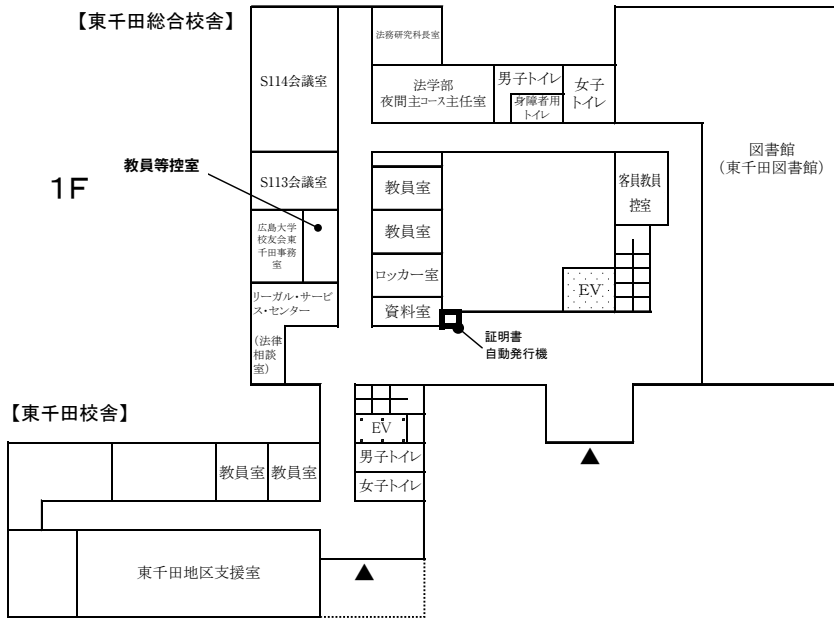 【東千田総合校舎】
法務研究科長室
S114会議室
法学部
夜間主コース主任室
男子トイレ
身障者用
トイレ
女子
トイレ
図書館
（東千田図書館）
1F
教員等控室
S113会議室
教員室
客員教員
控室
広島大学
校友会東
千田事務
室
教員室
ロッカー室
EV
リーガル・サービ
ス・センター
資料室
（法律
相談
室）
証明書
自動発行機
【東千田校舎】
EV
教員室
教員室
男子トイレ
女子トイレ
東千田地区支援室